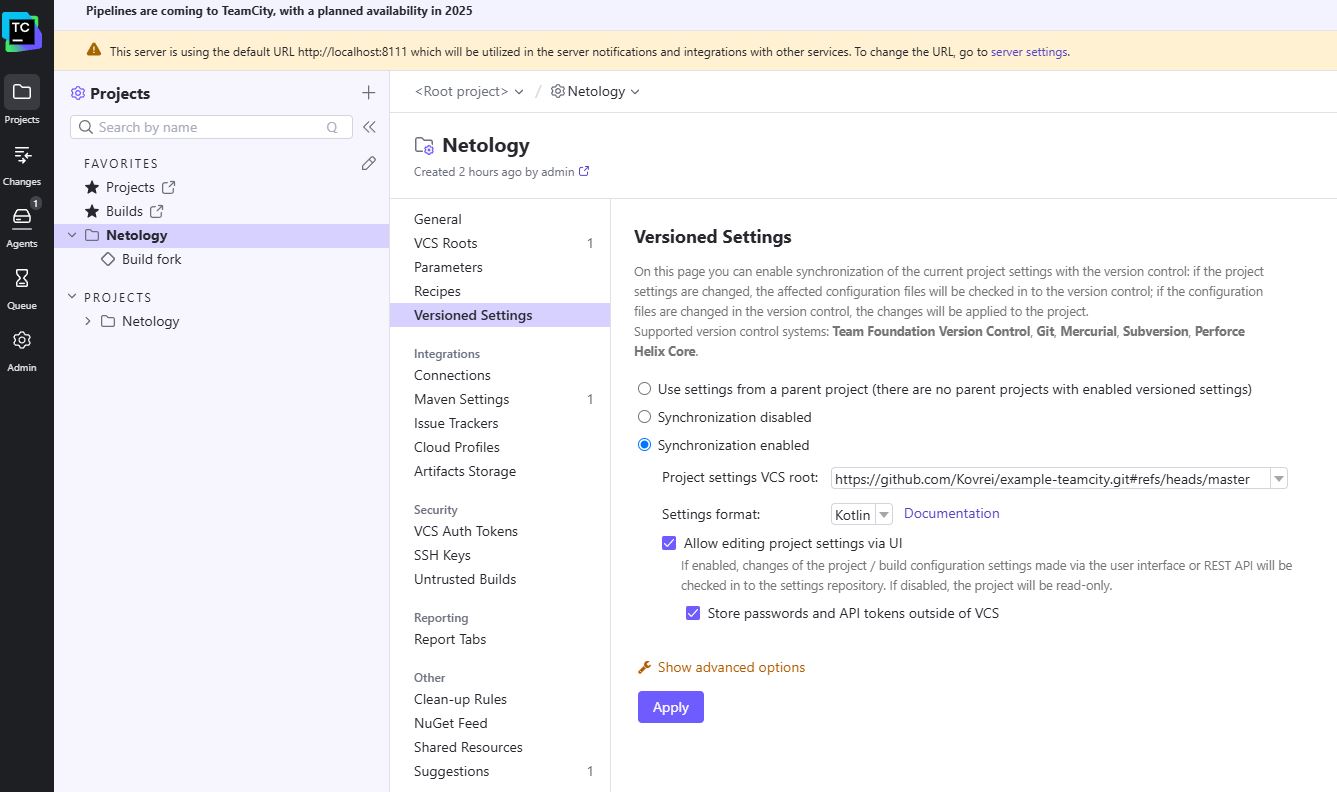 Pipelines are coming to TeamCity, with a planned availability in 2025
This server is using the default URL http://localhost:8111 which will be utilized in the server notifications and integrations with other services. To change the URL, go to server settings.
TC
Projects
Changes
1
Agents
Queue
Admin
Projects
Search by name
Q
FAVORITES
Projects
Builds
Netology
Build fork
PROJECTS
Netology
<Root project> / Netology
Netology
Created 2 hours ago by admin
General
VCS Roots 1
Parameters
Recipes
Versioned Settings
Integrations
Connections
Maven Settings 1
Issue Trackers
Cloud Profiles
Artifacts Storage
Security
VCS Auth Tokens
SSH Keys
Untrusted Builds
Reporting
Report Tabs
Other
Clean-up Rules
NuGet Feed
Shared Resources
Suggestions 1
Versioned Settings
On this page you can enable synchronization of the current project settings with the version control: if the project
settings are changed, the affected configuration files will be checked in to the version control; if the configuration
files are changed in the version control, the changes will be applied to the project.
Supported version control systems: Team Foundation Version Control, Git, Mercurial, Subversion, Perforce
Helix Core.
Use settings from a parent project (there are no parent projects with enabled versioned settings)
Synchronization disabled
Synchronization enabled
Project settings VCS root: https://github.com/Kovrei/example-teamcity.git#refs/heads/master
Settings format: Kotlin Documentation
Allow editing project settings via UI
If enabled, changes of the project / build configuration settings made via the user interface or REST API will be
checked in to the settings repository. If disabled, the project will be read-only.
Store passwords and API tokens outside of VCS
Show advanced options
Apply